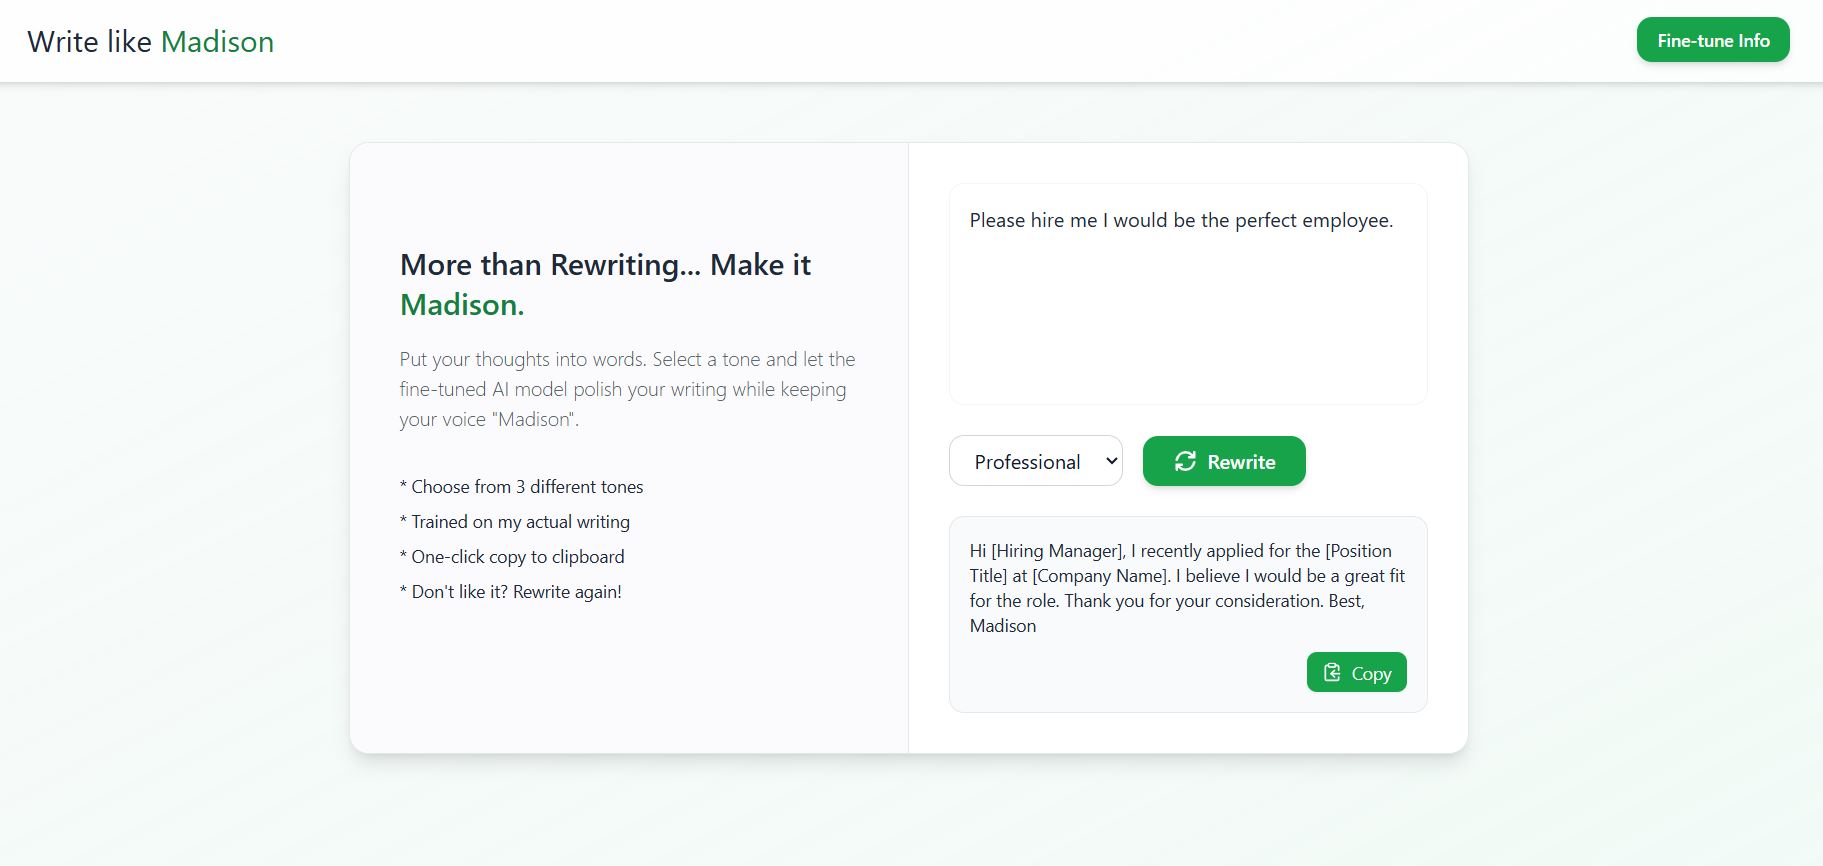 Write like Madison
Fine-tune Info
More than Rewriting... Make it
Madison.
Put your thoughts into words. Select a tone and let the
fine-tuned AI model polish your writing while keeping
your voice "Madison".
* Choose from 3 different tones
* Trained on my actual writing
* One-click copy to clipboard
* Don't like it? Rewrite again!
Please hire me I would be the perfect employee.
Professional
Rewrite
Hi [Hiring Manager], I recently applied for the [Position
Title] at [Company Name]. I believe I would be a great fit
for the role. Thank you for your consideration. Best,
Madison
Copy